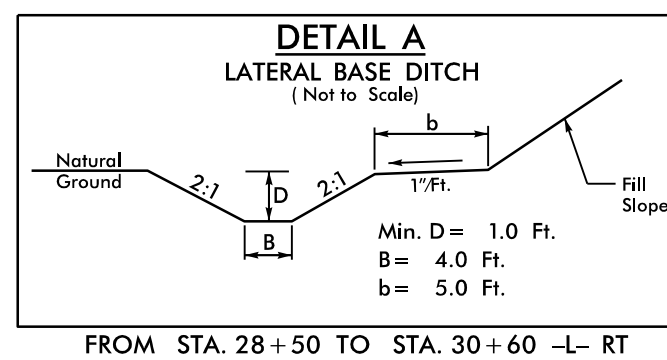 DETAIL A
LATERAL BASE DITCH
( Not to Scale)
b
Natural
Ground
2:1
D
2:1
1"/Ft.
Fill
Slope
B
Min. D = 1.0 Ft.
B= 4.0 Ft.
b= 5.0 Ft.
FROM STA. 28+50 TO STA. 30+60 -L- RT